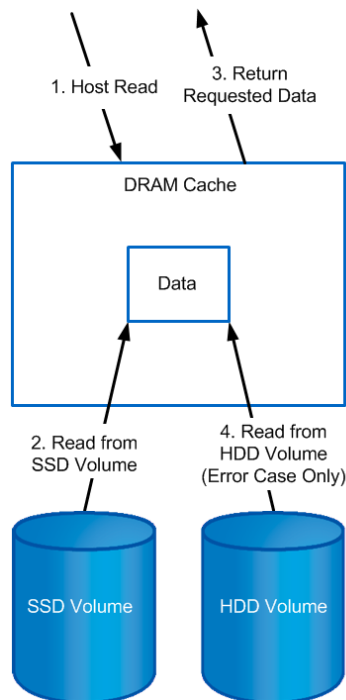 1. Host Read
3. Return
Requested Data
DRAM Cache
Data
2. Read from
SSD Volume
4. Read from
HDD Volume
(Error Case Only)
SSD Volume
HDD Volume